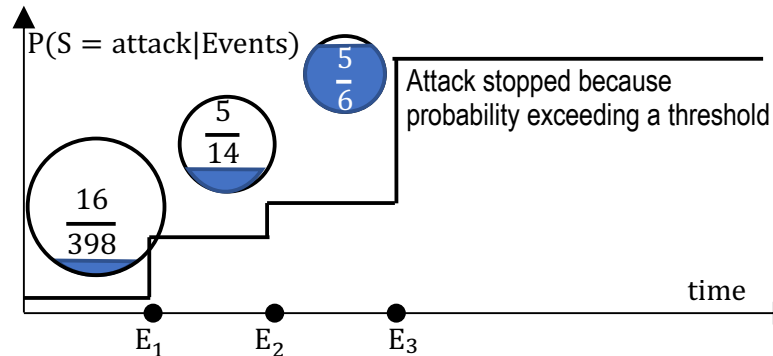 P(S = attack|Events)
5
6
Attack stopped because
probability exceeding a threshold
5
14
16
398
time
E₁ E₂ E₃